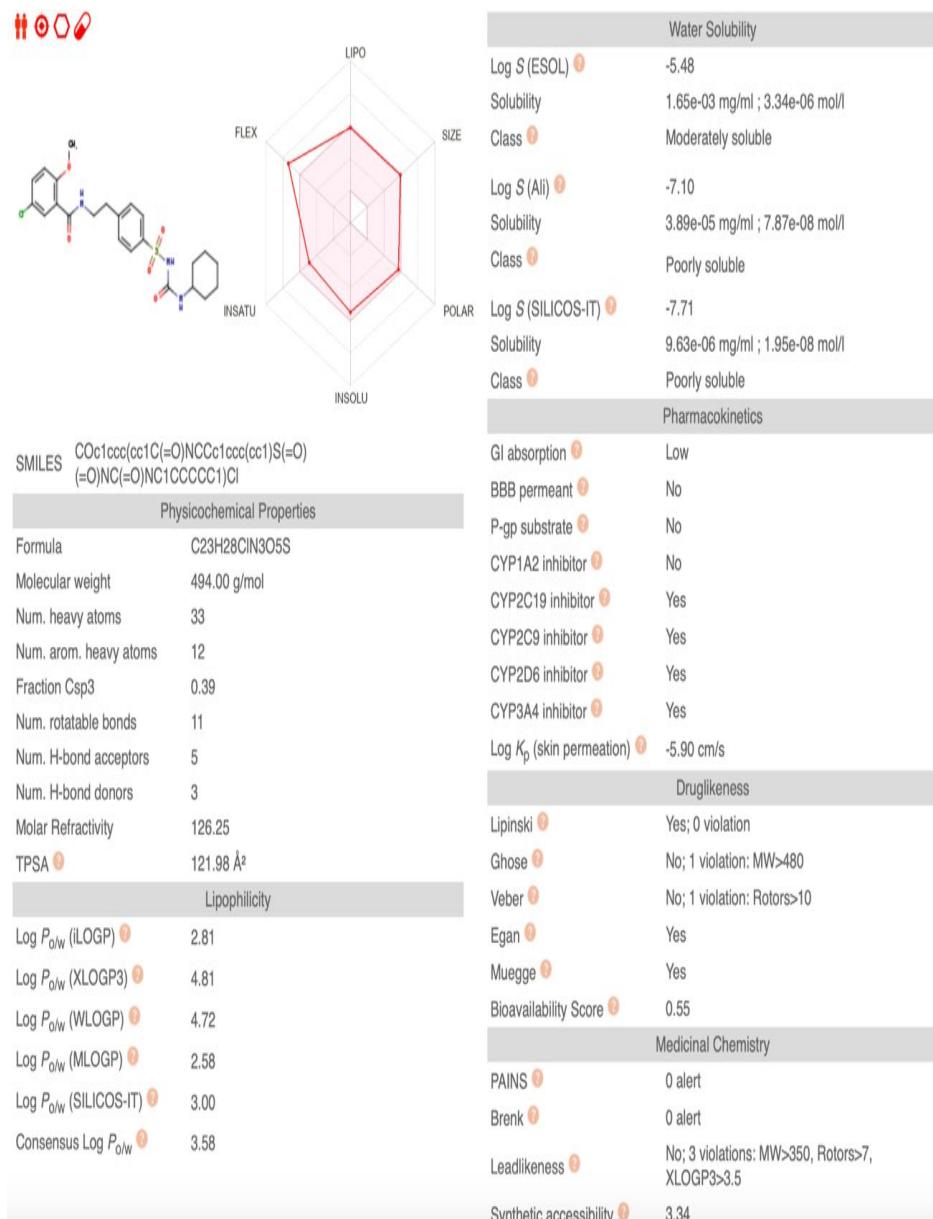 LIPO
FLEX
SIZE
INSATU
POLAR
INSOLU
SMILES COc1ccc(cc1C(=O)NCCc1ccc(cc1)S(=O)
(=O)NC(=O)NC1CCCCC1)Cl
Physicochemical Properties
Formula C23H28ClN3O5S
Molecular weight 494.00 g/mol
Num. heavy atoms 33
Num. arom. heavy atoms 12
Fraction Csp3 0.39
Num. rotatable bonds 11
Num. H-bond acceptors 5
Num. H-bond donors 3
Molar Refractivity 126.25
TPSA ? 121.98 Å²
Lipophilicity
Log Po/w (iLOGP) ? 2.81
Log Po/w (XLOGP3) ? 4.81
Log Po/w (WLOGP) ? 4.72
Log Po/w (MLOGP) ? 2.58
Log Po/w (SILICOS-IT) ? 3.00
Consensus Log Po/w ? 3.58
Water Solubility
Log S (ESOL) ? -5.48
Solubility 1.65e-03 mg/ml ; 3.34e-06 mol/l
Class ? Moderately soluble
Log S (Ali) ? -7.10
Solubility 3.89e-05 mg/ml ; 7.87e-08 mol/l
Class ? Poorly soluble
Log S (SILICOS-IT) ? -7.71
Solubility 9.63e-06 mg/ml ; 1.95e-08 mol/l
Class ? Poorly soluble
Pharmacokinetics
GI absorption ? Low
BBB permeant ? No
P-gp substrate ? No
CYP1A2 inhibitor ? No
CYP2C19 inhibitor ? Yes
CYP2C9 inhibitor ? Yes
CYP2D6 inhibitor ? Yes
CYP3A4 inhibitor ? Yes
Log Kp (skin permeation) ? -5.90 cm/s
Druglikeness
Lipinski ? Yes; 0 violation
Ghose ? No; 1 violation: MW>480
Veber ? No; 1 violation: Rotors>10
Egan ? Yes
Muegge ? Yes
Bioavailability Score ? 0.55
Medicinal Chemistry
PAINS ? 0 alert
Brenk ? 0 alert
Leadlikeness ? No; 3 violations: MW>350, Rotors>7,
XLOGP3>3.5
Synthetic accessibility ? 3.34